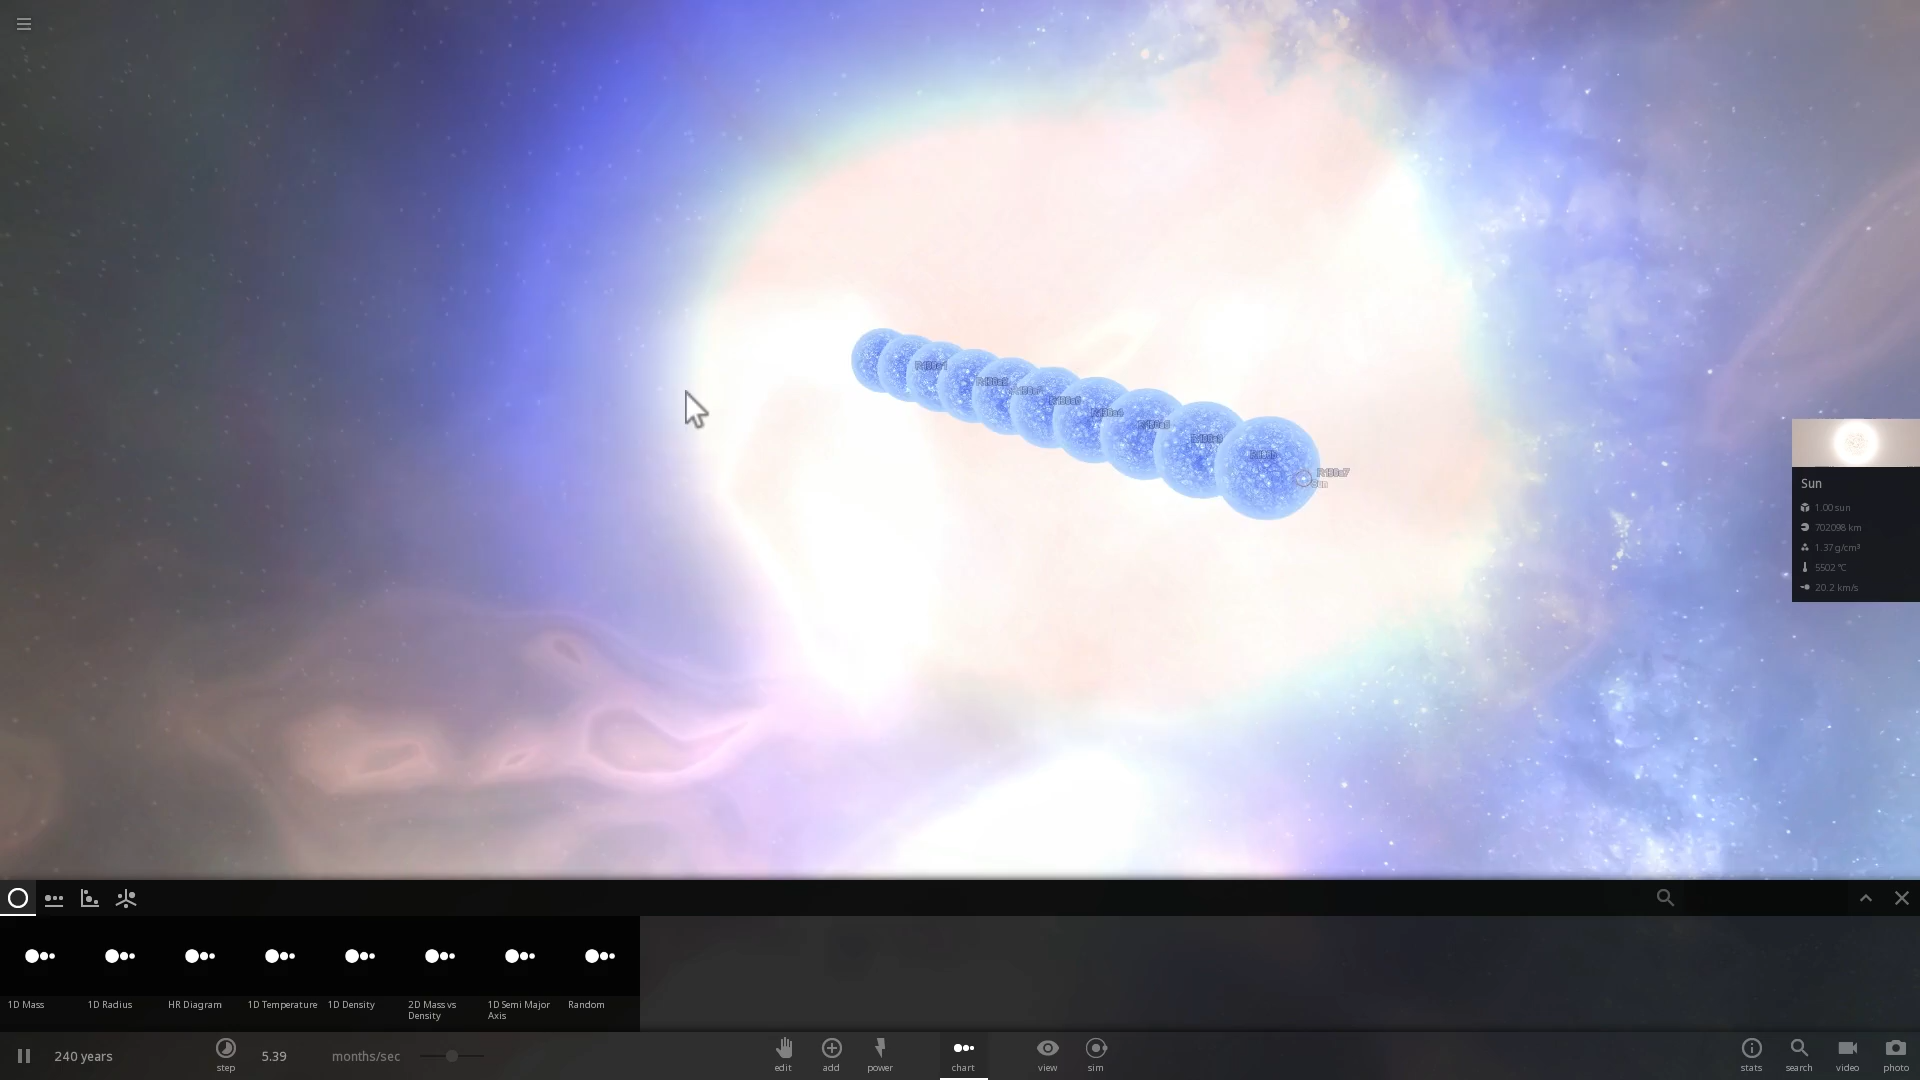 Sun
1.00 sun
702098 km
1.37 g/cm³
5502 °C
20.2 km/s
1D Mass
1D Radius
HR Diagram
1D Temperature
1D Density
2D Mass vs
Density
1D Semi Major
Axis
Random
240 years
step
5.39
months/sec
edit
add
power
chart
view
sim
stats
search
video
photo